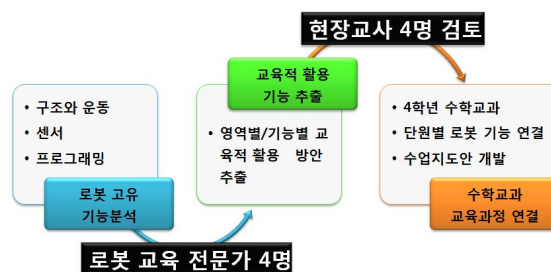 현장교사 4명 검토
• 구조와 운동
• 센서
• 프로그래밍
로봇 고유
기능분석
교육적 활용
기능 추출
• 영역별/기능별 교
육적 활용 방안
추출
• 4학년 수학교과
• 단원별 로봇 기능 연결
• 수업지도안 개발
수학교과
교육과정 연결
로봇 교육 전문가 4명